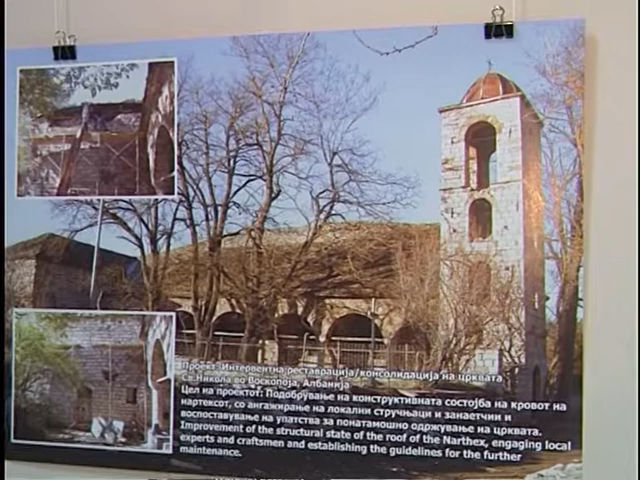 Проект: Интервентна реставрација/консолидација на црквата
Св.Никола во Воскопоја, Албанија
Цел на проектот: Подобрување на конструктивната состојба на кровот на
нартексот, со ангажирање на локални стручњаци и занаетчии и
воспоставување на упатства за понатамошно одржување на црквата.
Improvement of the structural state of the roof of the Narthex, engaging local
experts and craftsmen and establishing the guidelines for the further
maintenance.